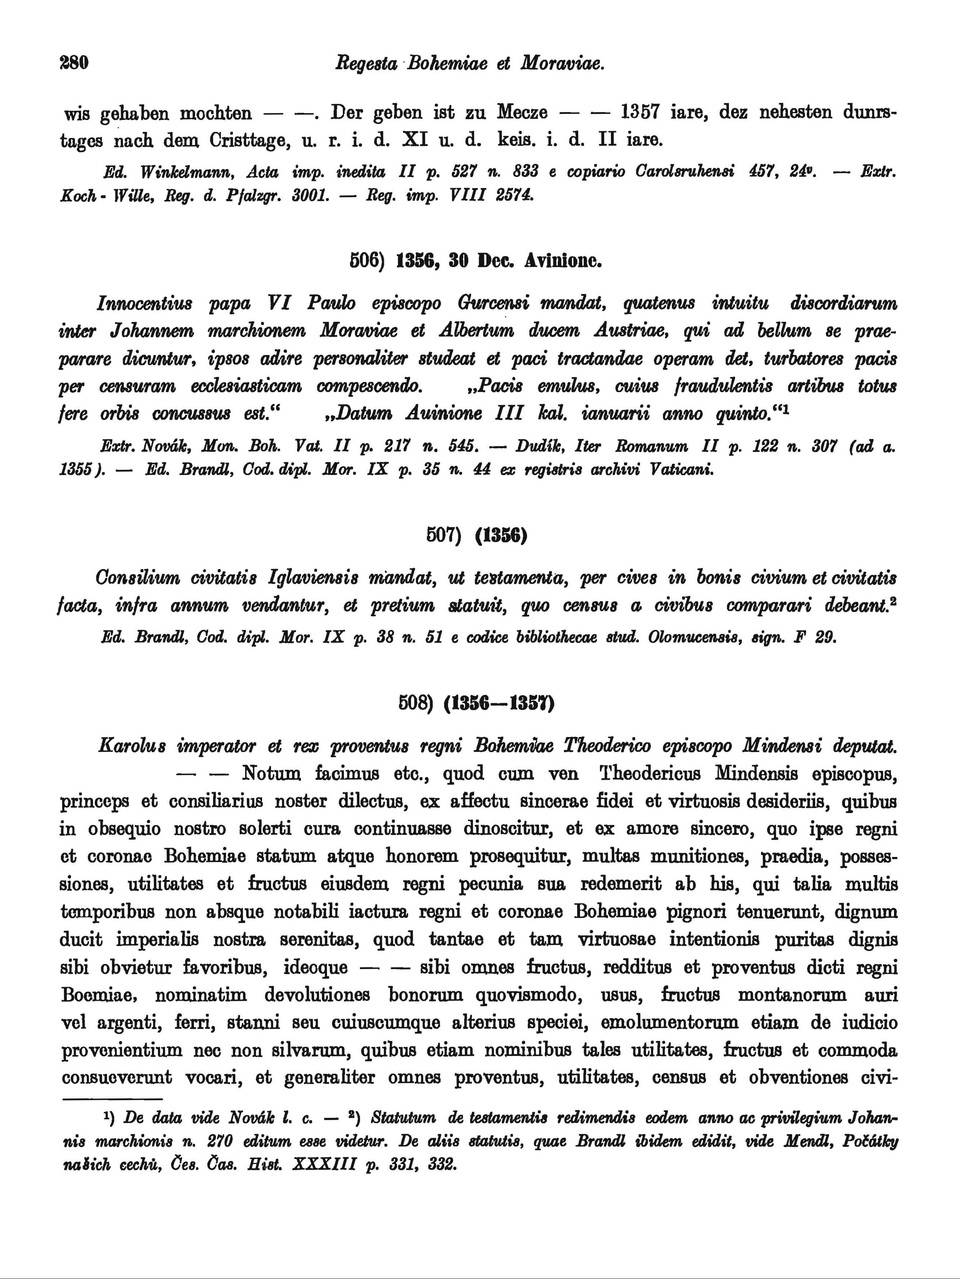 280 Regesta Bohemiae et Moraviae.
wis gehaben mochten — —. Der geben ist zu Mecze — — 1357 iare, dez nehesten dunrs-
tages nach dem Cristtage, u. r. i. d. XI u. d. keis. i. d. II iare.
Ed. Winkelmann, Acta imp. inedita II p. 527 n. 833 e copiario Carolsruhensi 457, 24v. — Extr.
Koch - Wille, Reg. d. Pfalzgr. 3001. — Reg. imp. VIII 2574.
506) 1356, 30 Dec. Avinione.
Innocentius papa VI Paulo episcopo Gurcensi mandat, quatenus intuitu discordiarum
inter Johannem marchionem Moraviae et Albertum ducem Austriae, qui ad bellum se prae-
parare dicuntur, ipsos adire personaliter studeat et paci tractandae operam det, turbatores pacis
per censuram ecclesiasticam compescendo. „Pacis emulus, cuius fraudulentis artibus totus
fere orbis concussus est.“ „Datum Auinione III kal. ianuarii anno quinto.“¹
Extr. Novák, Mon. Boh. Vat. II p. 217 n. 545. — Dudík, Iter Romanum II p. 122 n. 307 (ad a.
1355). — Ed. Brandl, Cod. dipl. Mor. IX p. 35 n. 44 ex registris archivi Vaticani.
507) (1356)
Consilium civitatis Iglaviensis mandat, ut testamenta, per cives in bonis civium et civitatis
facta, infra annum vendantur, et pretium statuit, quo census a civibus comparari debeant.²
Ed. Brandl, Cod. dipl. Mor. IX p. 38 n. 51 e codice bibliothecae stud. Olomucensis, sign. F 29.
508) (1356—1357)
Karolus imperator et rex proventus regni Bohemiae Theoderico episcopo Mindensi deputat.
— — Notum facimus etc., quod cum ven Theodericus Mindensis episcopus,
princeps et consiliarius noster dilectus, ex affectu sincerae fidei et virtuosis desideriis, quibus
in obsequio nostro solerti cura continuasse dinoscitur, et ex amore sincero, quo ipse regni
et coronae Bohemiae statum atque honorem prosequitur, multas munitiones, praedia, posses-
siones, utilitates et fructus eiusdem regni pecunia sua redemerit ab his, qui talia multis
temporibus non absque notabili iactura regni et coronae Bohemiae pignori tenuerunt, dignum
ducit imperialis nostra serenitas, quod tantae et tam virtuosae intentionis puritas dignis
sibi obvietur favoribus, ideoque — — sibi omnes fructus, redditus et proventus dicti regni
Boemiae, nominatim devolutiones bonorum quovismodo, usus, fructus montanorum auri
vel argenti, ferri, stanni seu cuiuscumque alterius speciei, emolumentorum etiam de iudicio
provenientium nec non silvarum, quibus etiam nominibus tales utilitates, fructus et commoda
consueverunt vocari, et generaliter omnes proventus, utilitates, census et obventiones civi-
¹) De data vide Novák l. c. — ²) Statutum de testamentis redimendis eodem anno ac privilegium Johan-
nis marchionis n. 270 editum esse videtur. De aliis statutis, quae Brandl ibidem edidit, vide Mendl, Počátky
našich cechů, Čes. Čas. Hist. XXXIII p. 331, 332.